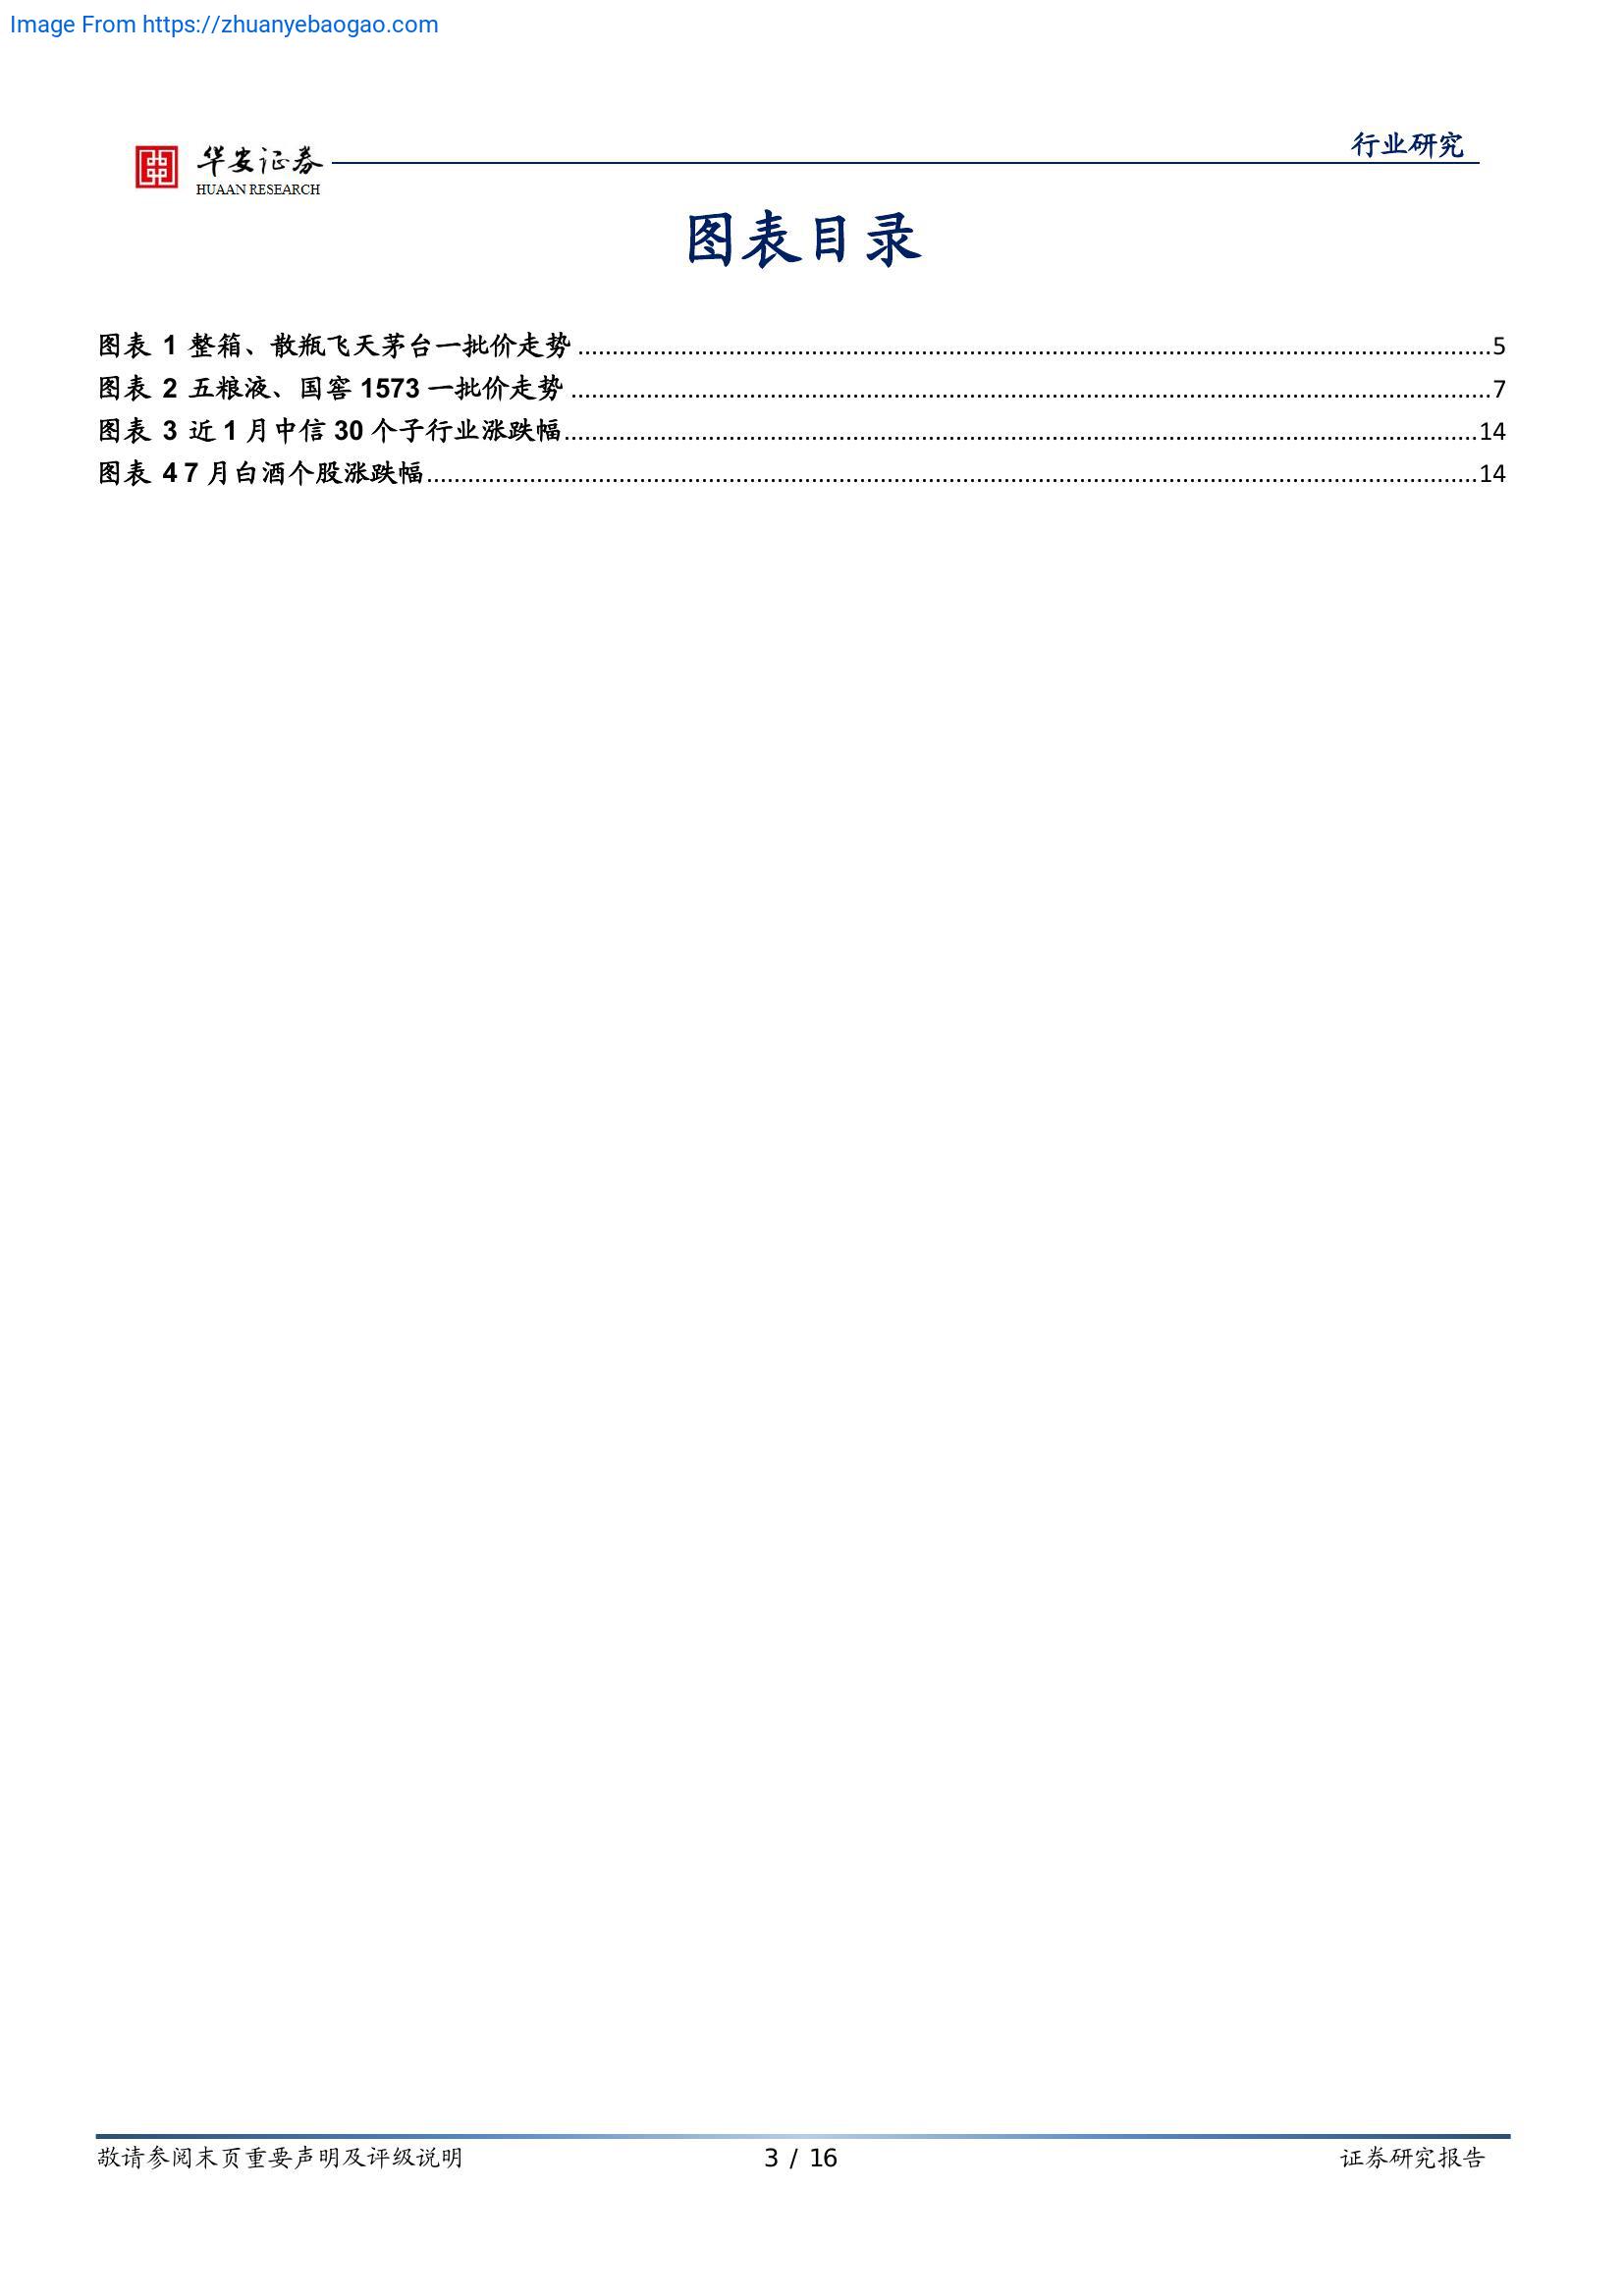 Image From https://zhuanyebaogao.com
华安证券
HUAAN RESEARCH
行业研究
图表目录
图表 1 整箱、散瓶飞天茅台一批价走势 5
图表 2 五粮液、国窖 1573 一批价走势 7
图表 3 近 1 月中信 30 个子行业涨跌幅 14
图表 4 7 月白酒个股涨跌幅 14
敬请参阅末页重要声明及评级说明
3 / 16
证券研究报告